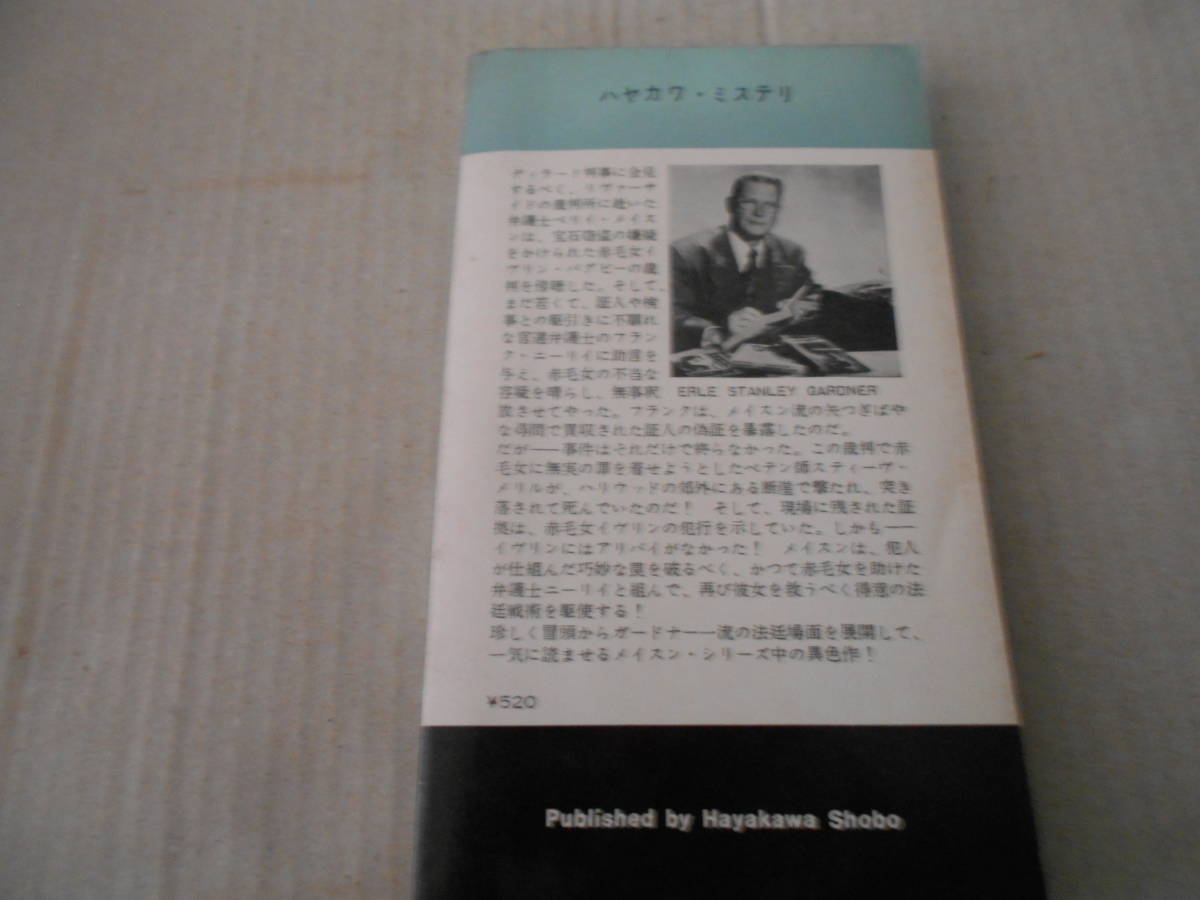 ハヤカワ・ミステリ
ディラード判事に会見
するべく、リヴァーサ
イドの裁判所に赴いた
弁護士ペリイ・メイス
ンは、宝石窃盗の嫌疑
をかけられた赤毛女イ
ヴリン・バグビーの裁
判を傍聴した。そして、
まだ若くて、証人や検
事との駆引きに不馴れ
な官選弁護士のフラン
ク・ニーリイに助言を
与え、赤毛女の不当な
容疑を晴らし、無事釈
放させてやった。フランクは、メイスン流の矢つぎばや
な尋問で買収された証人の偽証を暴露したのだ。
だが——事件はそれだけで終らなかった。この裁判で赤
毛女に無実の罪を着せようとしたペテン師スティーヴ・
メリルが、ハリウッドの郊外にある断崖で撃たれ、突き
落されて死んでいたのだ！　そして、現場に残された証
拠は、赤毛女イヴリンの犯行を示していた。しかも——
イヴリンにはアリバイがなかった！　メイスンは、犯人
が仕組んだ巧妙な罠を破るべく、かつて赤毛女を助けた
弁護士ニーリイと組んで、再び彼女を救うべく得意の法
廷戦術を駆使する！
珍しく冒頭からガードナー一流の法廷場面を展開して、
一気に読ませるメイスン・シリーズ中の異色作！
ERLE STANLEY GARDNER
¥520
Published by Hayakawa Shobo